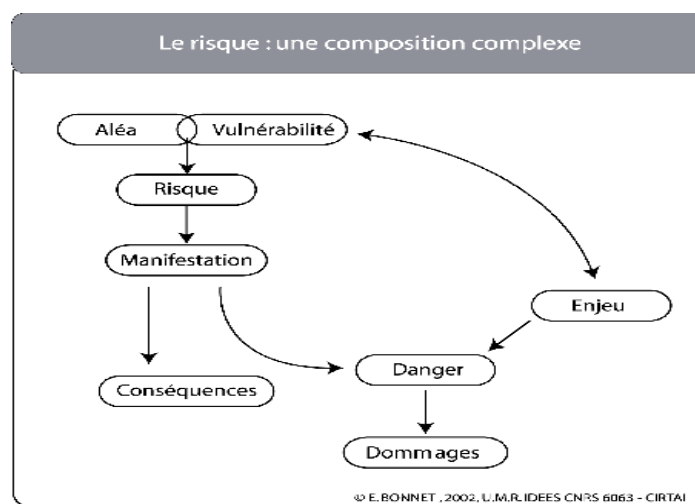 Le risque : une composition complexe
Aléa
Vulnérabilité
Risque
Manifestation
Enjeu
Danger
Conséquences
Dommages
© E. BONNET , 2002, U.M.R. IDEES CNRS 6063 - CIRTAI